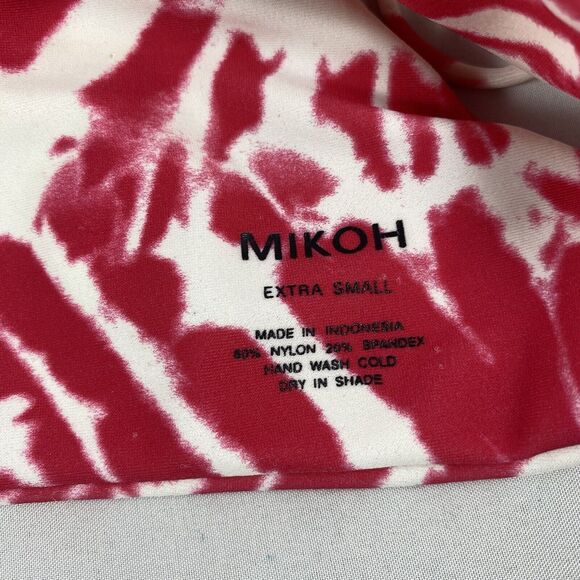 MIKOH
EXTRA SMALL
MADE IN INDONESIA
80% NYLON 20% SPANDEX
HAND WASH COLD
DRY IN SHADE